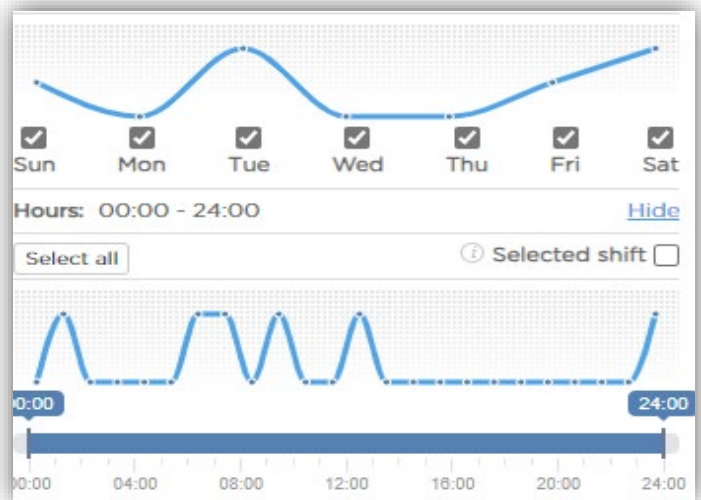 Sun Mon Tue Wed Thu Fri Sat
Hours: 00:00 - 24:00 Hide
Select all Selected shift
0:00 24:00
00:00 04:00 08:00 12:00 16:00 20:00 24:00